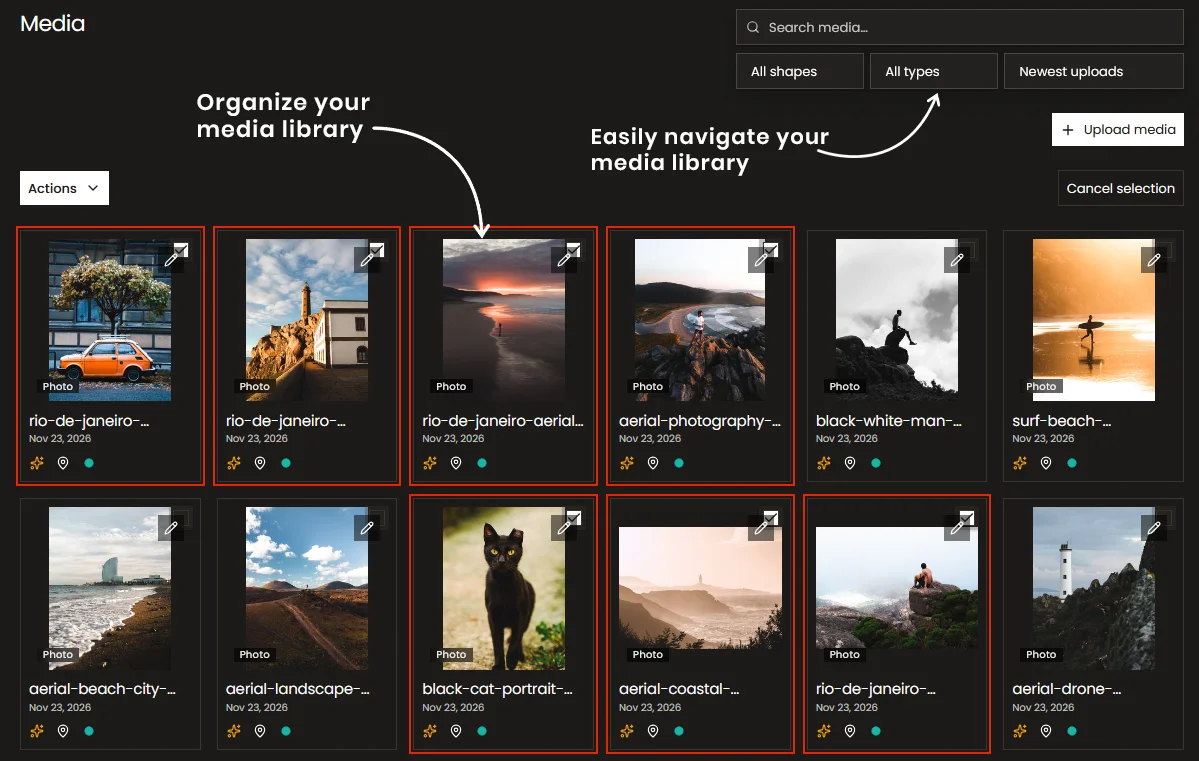 Media
Search media...
All shapes
All types
Newest uploads
Organize your
media library
Easily navigate your
media library
Upload media
Actions
Cancel selection
Photo
Photo
Photo
Photo
Photo
Photo
rio-de-janeiro-...
rio-de-janeiro-...
rio-de-janeiro-aerial...
aerial-photography-...
black-white-man-...
surf-beach-...
Nov 23, 2026
Nov 23, 2026
Nov 23, 2026
Nov 23, 2026
Nov 23, 2026
Nov 23, 2026
Photo
Photo
Photo
Photo
Photo
Photo
aerial-beach-city-...
aerial-landscape-...
black-cat-portrait-...
aerial-coastal-...
rio-de-janeiro-...
aerial-drone-...
Nov 23, 2026
Nov 23, 2026
Nov 23, 2026
Nov 23, 2026
Nov 23, 2026
Nov 23, 2026